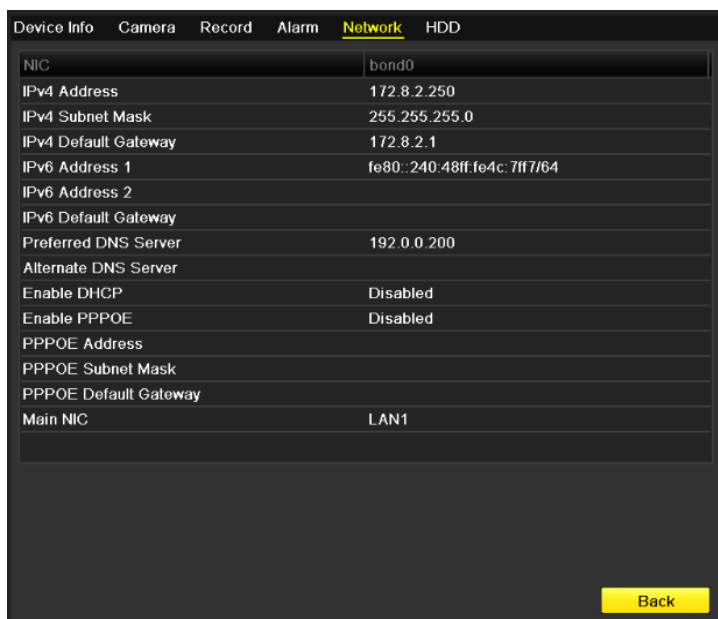 Device Info Camera Record Alarm Network HDD
NIC bond0
IPv4 Address 172.8.2.250
IPv4 Subnet Mask 255.255.255.0
IPv4 Default Gateway 172.8.2.1
IPv6 Address 1 fe80::240:48ff:fe4c:7ff7/64
IPv6 Address 2
IPv6 Default Gateway
Preferred DNS Server 192.0.0.200
Alternate DNS Server
Enable DHCP Disabled
Enable PPPOE Disabled
PPPOE Address
PPPOE Subnet Mask
PPPOE Default Gateway
Main NIC LAN1
Back